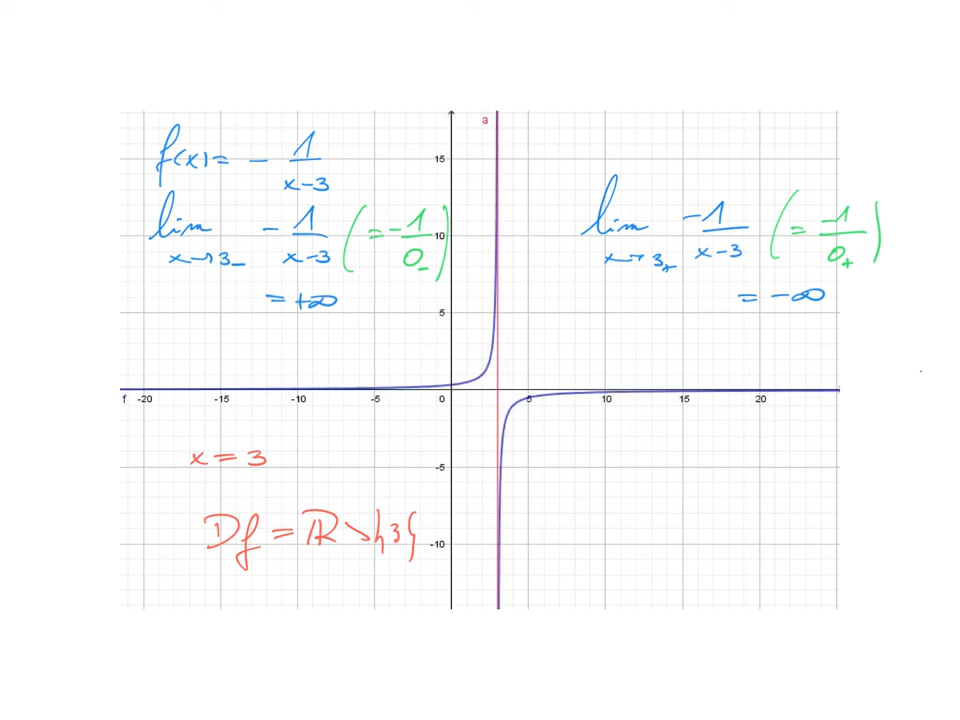 a
f(x) = - 1/(x-3)
lim x→3₋ - 1/(x-3) (= -1/0₋)
= +∞
lim x→3₊ -1/(x-3) (= -1/0₊)
= -∞
15
10
5
f -20 -15 -10 -5 0 5 10 15 20
-5
-10
x = 3
Df = ℝ∖{3}